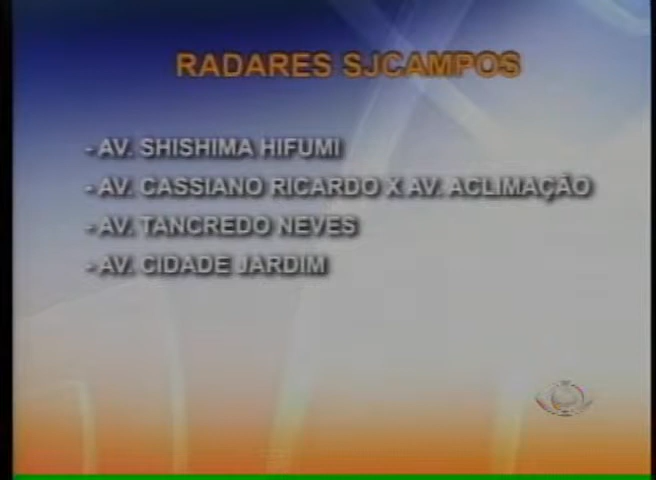 RADARES SJCAMPOS
- AV. SHISHIMA HIFUMI
- AV. CASSIANO RICARDO X AV. ACLIMAÇÃO
- AV. TANCREDO NEVES
- AV. CIDADE JARDIM